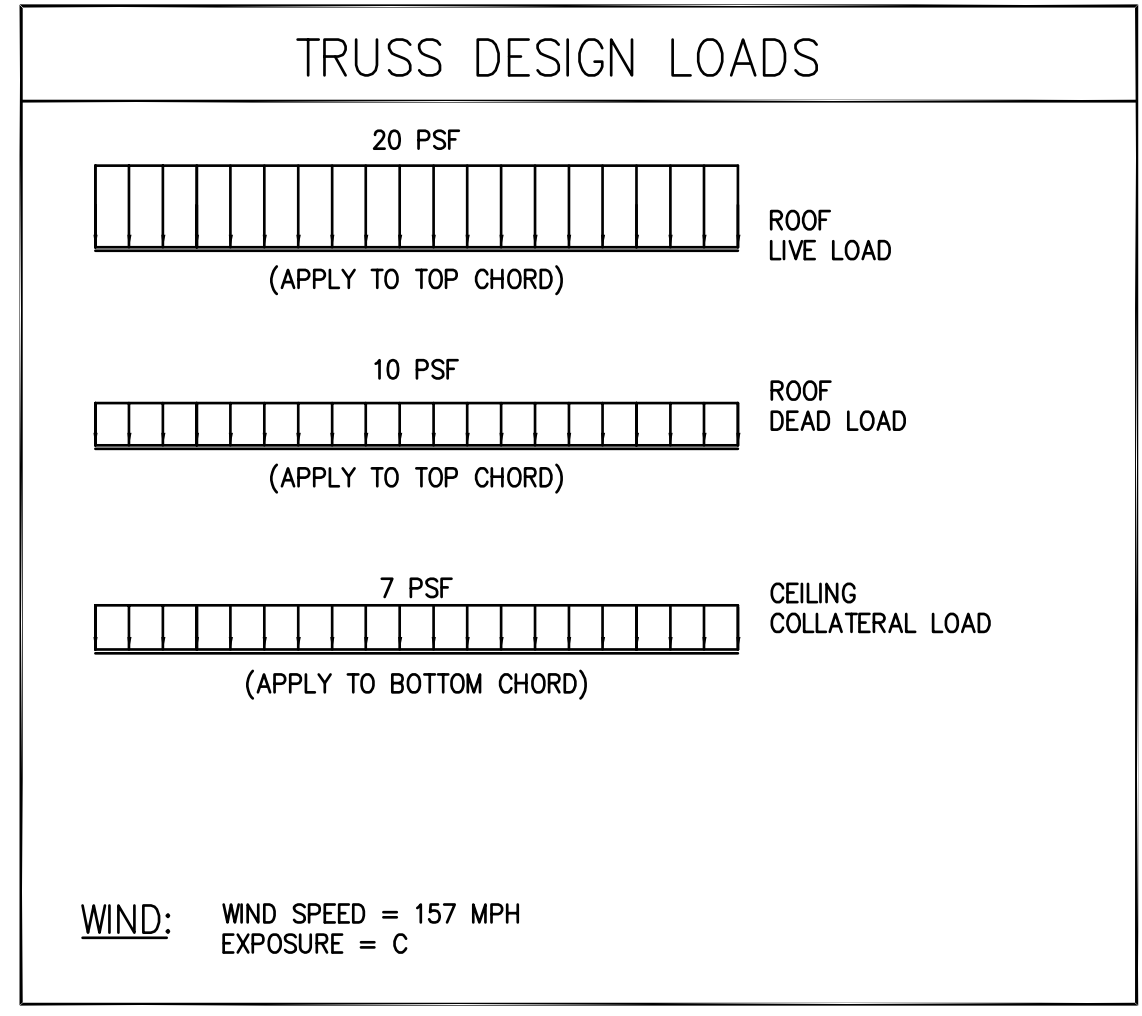 TRUSS DESIGN LOADS
20 PSF
ROOF
LIVE LOAD
(APPLY TO TOP CHORD)
10 PSF
ROOF
DEAD LOAD
(APPLY TO TOP CHORD)
7 PSF
CEILING
COLLATERAL LOAD
(APPLY TO BOTTOM CHORD)
WIND: WIND SPEED = 157 MPH
EXPOSURE = C